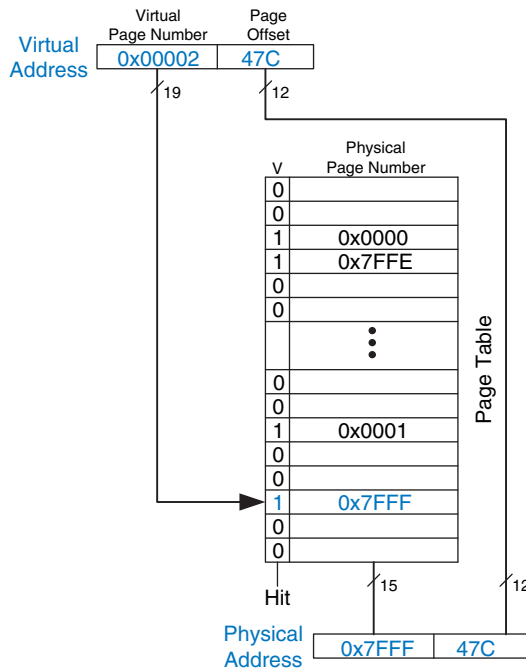 Virtual Page Number
Page Offset
Virtual Address
0x00002 47C
19 12
V
Physical Page Number
0
0
1 0x0000
1 0x7FFE
0
0
0
0
1 0x0001
0
0
1 0x7FFF
0
0
Page Table
Hit
15 12
Physical Address
0x7FFF 47C